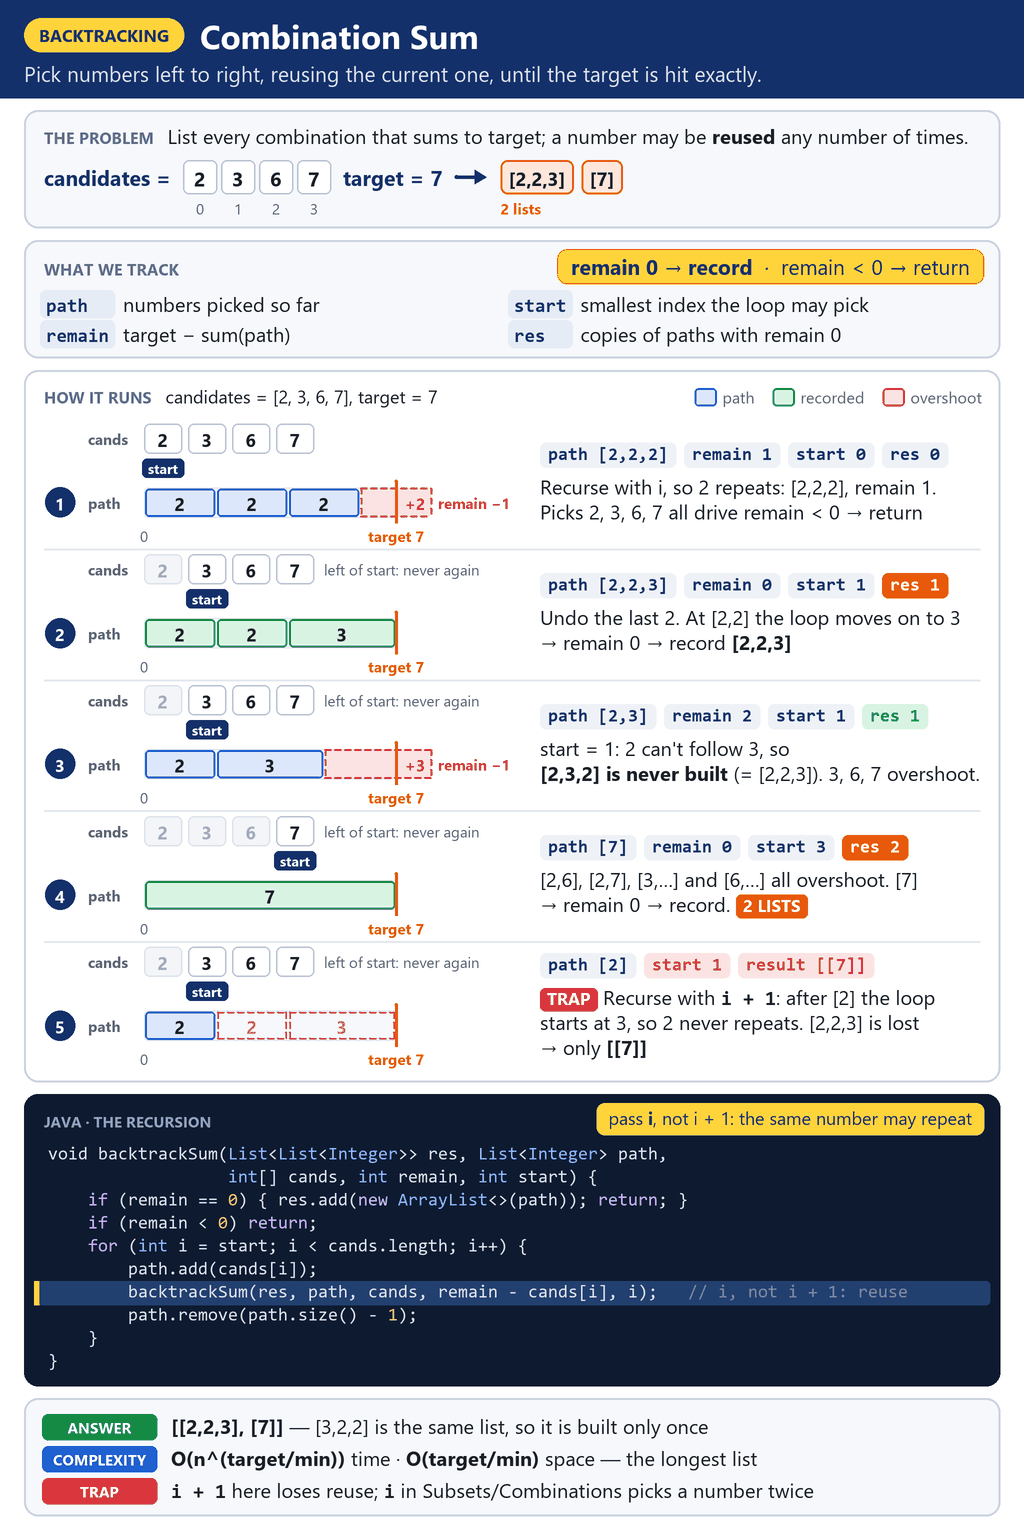 BACKTRACKING Combination Sum
Pick numbers left to right, reusing the current one, until the target is hit exactly.
THE PROBLEM List every combination that sums to target; a number may be reused any number of times.
candidates = 2 3 6 7 target = 7 → [2,2,3] [7]
0 1 2 3 2 lists
WHAT WE TRACK remain 0 → record · remain < 0 → return
path numbers picked so far start smallest index the loop may pick
remain target − sum(path) res copies of paths with remain 0
HOW IT RUNS candidates = [2, 3, 6, 7], target = 7 path recorded overshoot
cands 2 3 6 7
start
1 path 2 2 2 +2 remain −1
0 target 7
path [2,2,2] remain 1 start 0 res 0
Recurse with i, so 2 repeats: [2,2,2], remain 1.
Picks 2, 3, 6, 7 all drive remain < 0 → return
cands 2 3 6 7 left of start: never again
start
2 path 2 2 3
0 target 7
path [2,2,3] remain 0 start 1 res 1
Undo the last 2. At [2,2] the loop moves on to 3
→ remain 0 → record [2,2,3]
cands 2 3 6 7 left of start: never again
start
3 path 2 3 +3 remain −1
0 target 7
path [2,3] remain 2 start 1 res 1
start = 1: 2 can't follow 3, so
[2,3,2] is never built (= [2,2,3]). 3, 6, 7 overshoot.
cands 2 3 6 7 left of start: never again
start
4 path 7
0 target 7
path [7] remain 0 start 3 res 2
[2,6], [2,7], [3,...] and [6,...] all overshoot. [7]
→ remain 0 → record. 2 LISTS
cands 2 3 6 7 left of start: never again
start
5 path 2 2 3
0 target 7
path [2] start 1 result [[7]]
TRAP Recurse with i + 1: after [2] the loop
starts at 3, so 2 never repeats. [2,2,3] is lost
→ only [[7]]
JAVA · THE RECURSION pass i, not i + 1: the same number may repeat
void backtrackSum(List<List<Integer>> res, List<Integer> path,
int[] cands, int remain, int start) {
if (remain == 0) { res.add(new ArrayList<>(path)); return; }
if (remain < 0) return;
for (int i = start; i < cands.length; i++) {
path.add(cands[i]);
backtrackSum(res, path, cands, remain - cands[i], i); // i, not i + 1: reuse
path.remove(path.size() - 1);
}
}
ANSWER [[2,2,3], [7]] — [3,2,2] is the same list, so it is built only once
COMPLEXITY O(n^(target/min)) time · O(target/min) space — the longest list
TRAP i + 1 here loses reuse; i in Subsets/Combinations picks a number twice